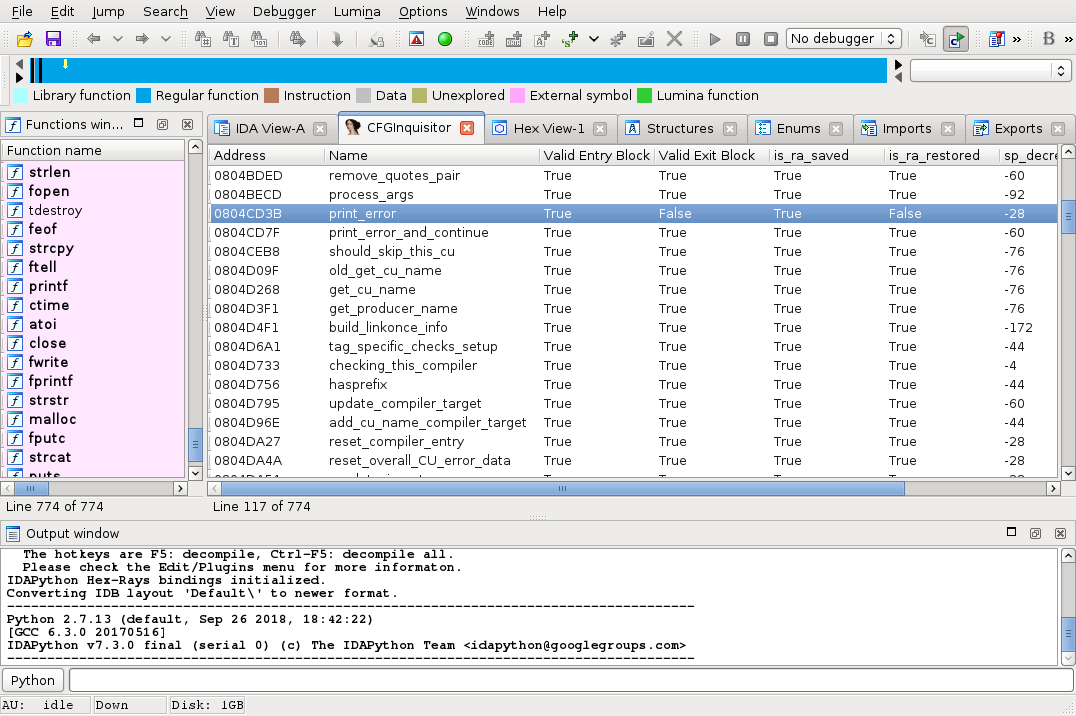 File Edit Jump Search View Debugger Lumina Options Windows Help
No debugger
Library function Regular function Instruction Data Unexplored External symbol Lumina function
Functions win... IDA View-A CFGInquisitor Hex View-1 Structures Enums Imports Exports
Function name
strlen
fopen
tdestroy
feof
strcpy
ftell
printf
ctime
atoi
close
fwrite
fprintf
strstr
malloc
fputc
strcat
puts
Line 774 of 774
Address Name Valid Entry Block Valid Exit Block is_ra_saved is_ra_restored sp_decre
0804BDED remove_quotes_pair True True True True -60
0804BECD process_args True True True True -92
0804CD3B print_error True False True False -28
0804CD7F print_error_and_continue True True True True -60
0804CEB8 should_skip_this_cu True True True True -76
0804D09F old_get_cu_name True True True True -76
0804D268 get_cu_name True True True True -76
0804D3F1 get_producer_name True True True True -76
0804D4F1 build_linkonce_info True True True True -172
0804D6A1 tag_specific_checks_setup True True True True -44
0804D733 checking_this_compiler True True True True -4
0804D756 hasprefix True True True True -44
0804D795 update_compiler_target True True True True -60
0804D96E add_cu_name_compiler_target True True True True -44
0804DA27 reset_compiler_entry True True True True -28
0804DA4A reset_overall_CU_error_data True True True True -28
Line 117 of 774
Output window
The hotkeys are F5: decompile, Ctrl-F5: decompile all.
Please check the Edit/Plugins menu for more informaton.
IDAPython Hex-Rays bindings initialized.
Converting IDB layout 'Default\' to newer format.
--------------------------------------------------------------------------------------
Python 2.7.13 (default, Sep 26 2018, 18:42:22)
[GCC 6.3.0 20170516]
IDAPython v7.3.0 final (serial 0) (c) The IDAPython Team <idapython@googlegroups.com>
--------------------------------------------------------------------------------------
Python
AU: idle Down Disk: 1GB